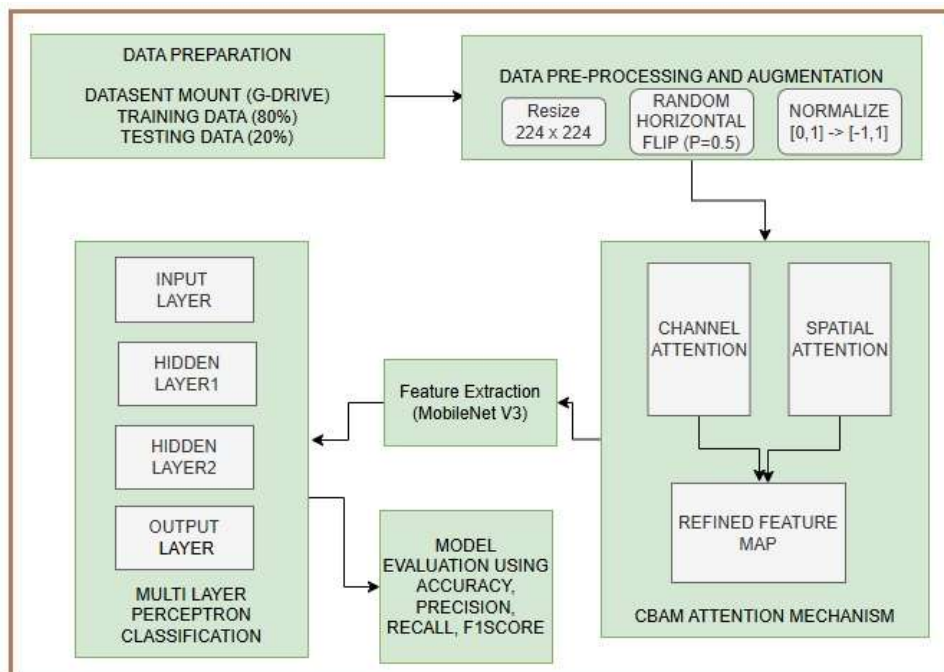 DATA PREPARATION
DATASENT MOUNT (G-DRIVE)
TRAINING DATA (80%)
TESTING DATA (20%)
DATA PRE-PROCESSING AND AUGMENTATION
Resize
224 x 224
RANDOM
HORIZONTAL
FLIP (P=0.5)
NORMALIZE
[0,1] -> [-1,1]
CHANNEL
ATTENTION
SPATIAL
ATTENTION
REFINED FEATURE
MAP
CBAM ATTENTION MECHANISM
Feature Extraction
(MobileNet V3)
INPUT
LAYER
HIDDEN
LAYER1
HIDDEN
LAYER2
OUTPUT
LAYER
MULTI LAYER
PERCEPTRON
CLASSIFICATION
MODEL
EVALUATION USING
ACCURACY,
PRECISION,
RECALL, F1SCORE